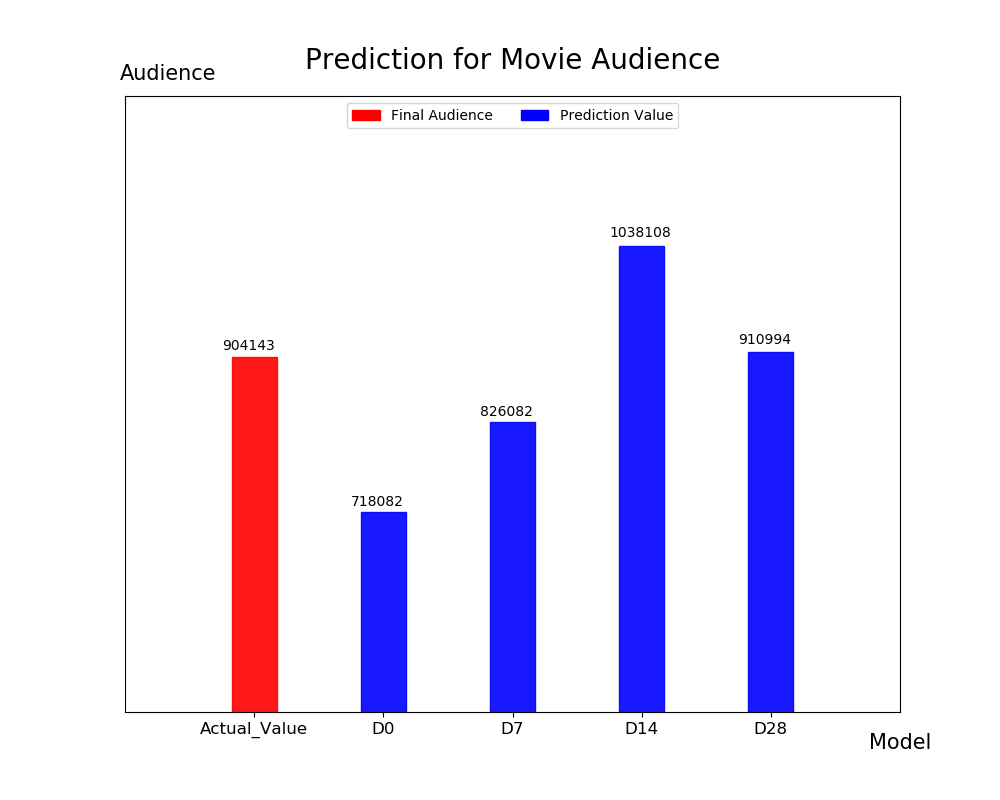 Prediction for Movie Audience
Audience
Final Audience Prediction Value
1038108
910994
904143
826082
718082
Actual_Value D0 D7 D14 D28
Model